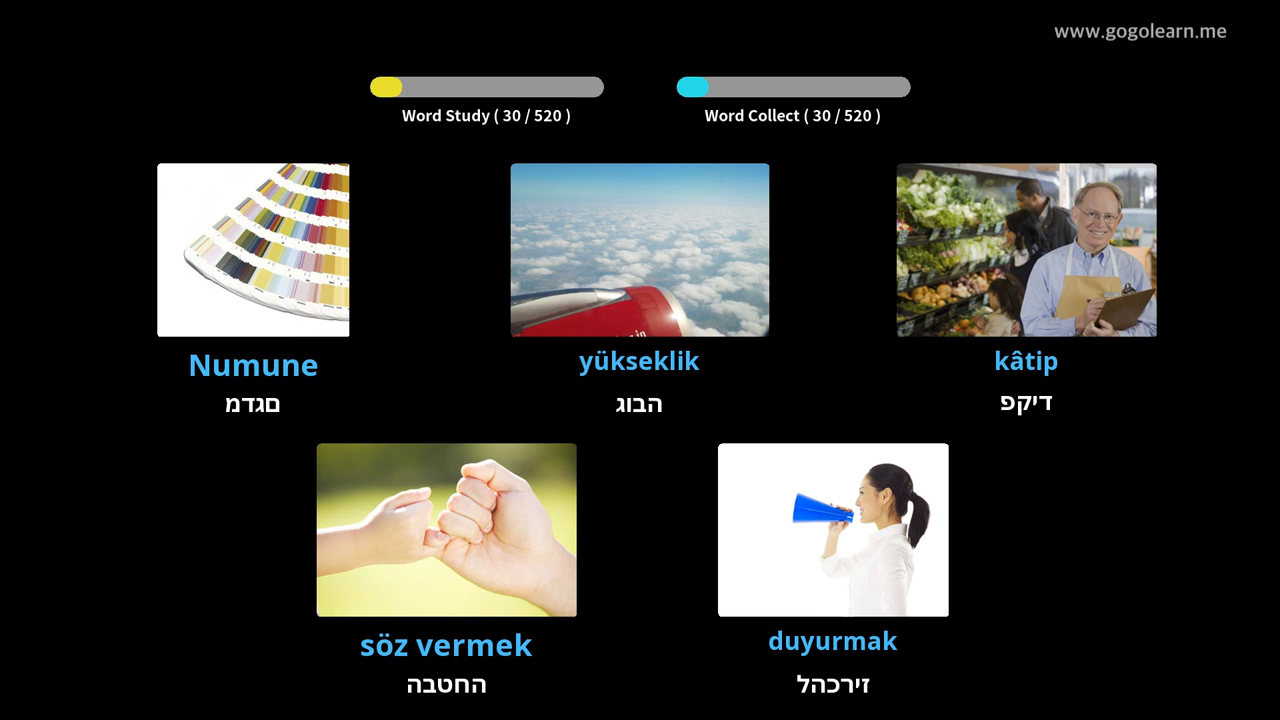 www.gogolearn.me
Word Study ( 30 / 520 )
Word Collect ( 30 / 520 )
Numune
םגדמ
yükseklik
הבוג
kâtip
דיקפ
söz vermek
החטבה
duyurmak
זירכהל